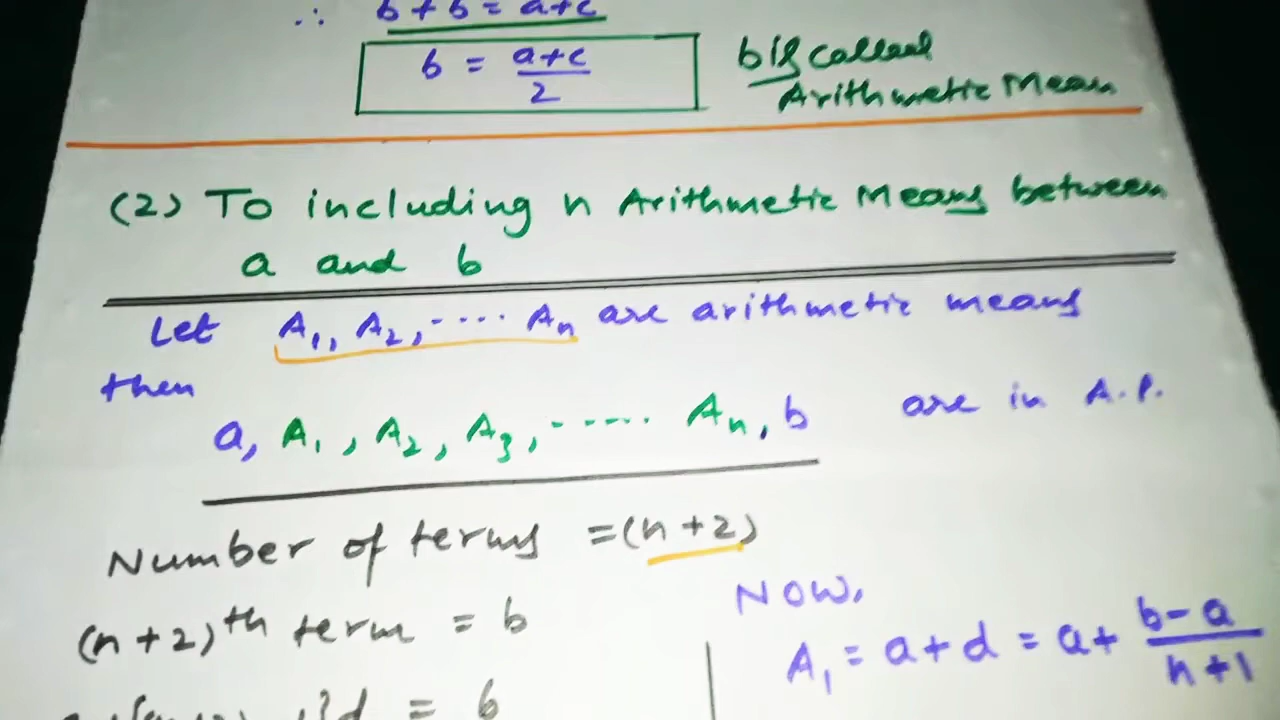 ∴ b + b = a+c
b = a+c/2
b is called
Arithmetic Mean
(2) To including n Arithmetic Means between
a and b
Let A₁, A₂, ---- Aₙ are arithmetic means
then
a, A₁, A₂, A₃, ----- Aₙ, b are in A.P.
Number of terms = (n+2)
(n+2)ᵗʰ term = b
Now,
A₁ = a+d = a + b-a/n+1
d = b